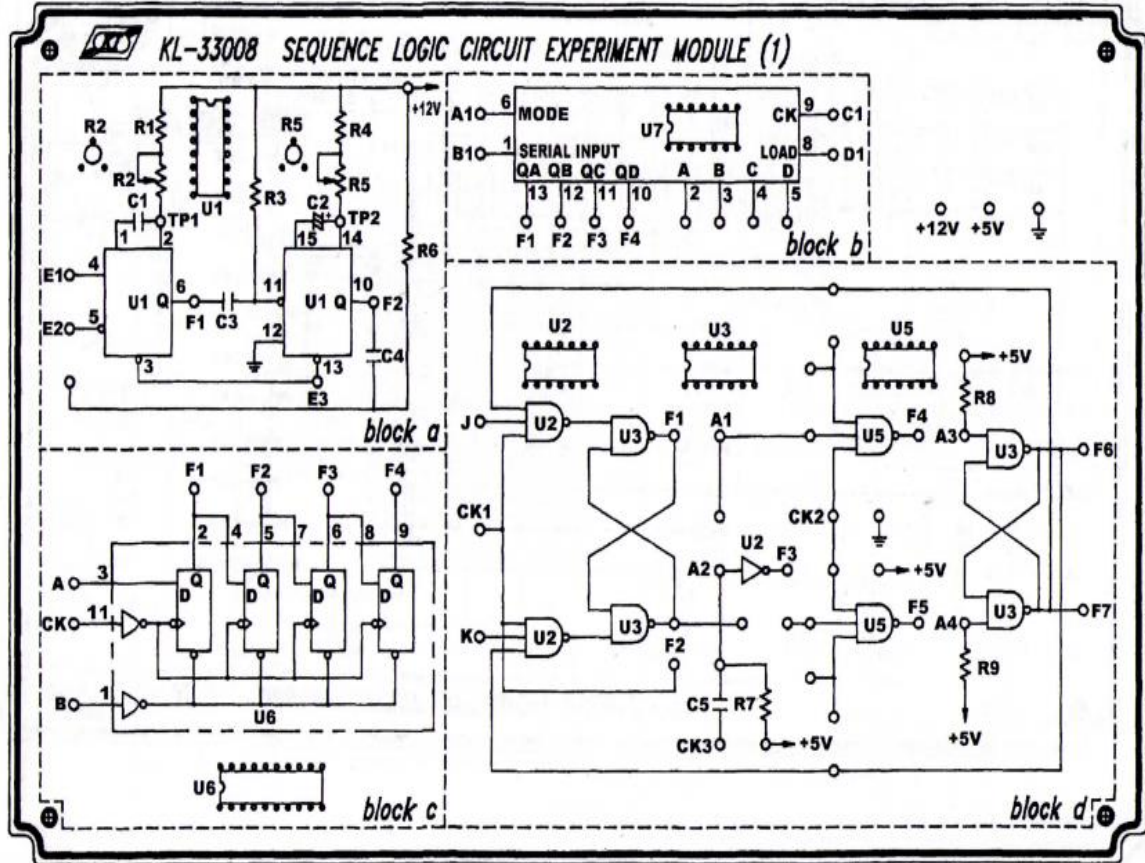 KL-33008 SEQUENCE LOGIC CIRCUIT EXPERIMENT MODULE (1)
+12V
R1
R2
R2
U1
R3
R4
R5
R5
R6
C1
TP1
C2
+
TP2
1
2
15
14
E1
4
U1
Q
6
F1
C3
11
U1
Q
10
F2
E2
5
12
C4
3
13
E3
block a
A1
6
MODE
U7
CK
9
C1
B1
1
SERIAL INPUT
LOAD
8
D1
QA QB QC QD A B C D
13 12 11 10 2 3 4 5
F1 F2 F3 F4
block b
+12V +5V
F1 F2 F3 F4
2 4 5 7 6 8 9
A
3
Q Q Q Q
D D D D
CK
11
B
1
U6
U6
block c
U2 U3 U5
+5V
R8
J
U2
U3
F1
A1
U5
F4
A3
U3
F6
CK1
CK2
U2
A2
F3
+5V
K
U2
U3
F2
U5
F5
A4
U3
F7
C5
R7
R9
CK3
+5V
+5V
block d